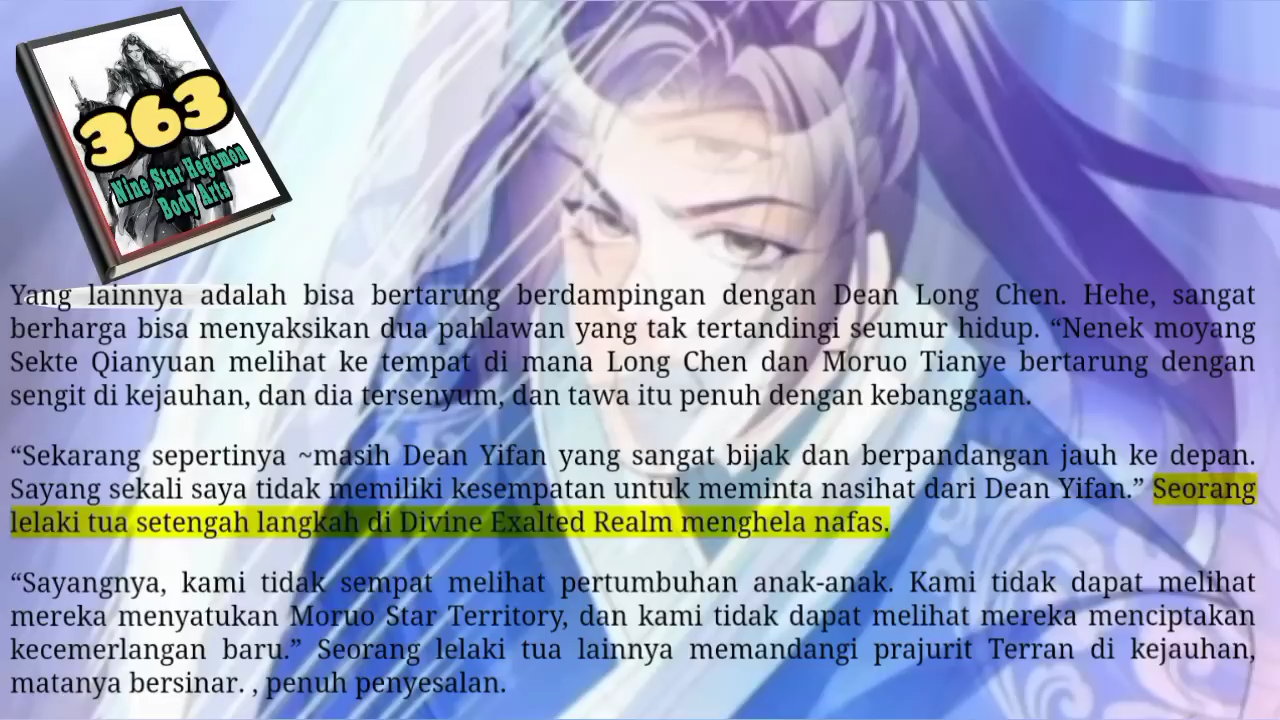 363
Nine Star Hegemon
Body Arts
Yang lainnya adalah bisa bertarung berdampingan dengan Dean Long Chen. Hehe, sangat
berharga bisa menyaksikan dua pahlawan yang tak tertandingi seumur hidup. “Nenek moyang
Sekte Qianyuan melihat ke tempat di mana Long Chen dan Moruo Tianye bertarung dengan
sengit di kejauhan, dan dia tersenyum, dan tawa itu penuh dengan kebanggaan.
“Sekarang sepertinya ~masih Dean Yifan yang sangat bijak dan berpandangan jauh ke depan.
Sayang sekali saya tidak memiliki kesempatan untuk meminta nasihat dari Dean Yifan.” Seorang
lelaki tua setengah langkah di Divine Exalted Realm menghela nafas.
“Sayangnya, kami tidak sempat melihat pertumbuhan anak-anak. Kami tidak dapat melihat
mereka menyatukan Moruo Star Territory, dan kami tidak dapat melihat mereka menciptakan
kecemerlangan baru.” Seorang lelaki tua lainnya memandangi prajurit Terran di kejauhan,
matanya bersinar. , penuh penyesalan.